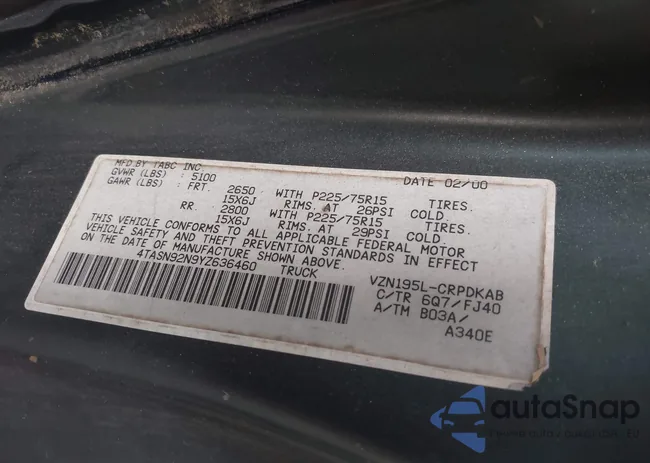 MFD.BY TABC INC DATE 02/00
GVWR (LBS) : 5100
GAWR (LBS) : FRT. 2650 WITH P225/75R15 TIRES.
15X6J RIMS. AT 26PSI COLD.
RR. 2800 WITH P225/75R15 TIRES.
15X6J RIMS. AT 29PSI COLD.
THIS VEHICLE CONFORMS TO ALL APPLICABLE FEDERAL MOTOR
VEHICLE SAFETY AND THEFT PREVENTION STANDARDS IN EFFECT
ON THE DATE OF MANUFACTURE SHOWN ABOVE.
4TASN92N9YZ636460 TRUCK
VZN195L-CRPDKAB
C/TR 6Q7/FJ40
A/TM B03A/
A340E
autoSnap